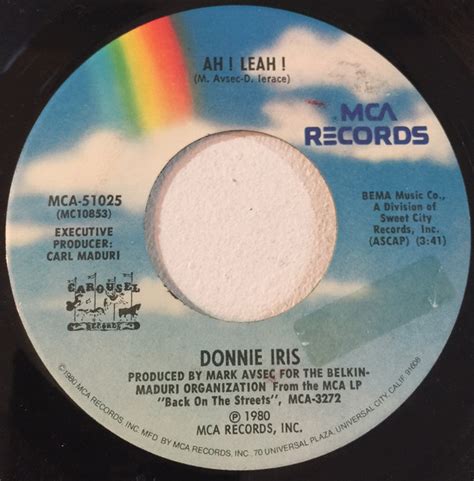 AH ! LEAH !
(M. Avsec-D. Ierace)
MCA
RECORDS
MCA-51025
(MC10853)
EXECUTIVE
PRODUCER:
CARL MADURI
BEMA Music Co.,
A Division of
Sweet City
Records, Inc.
(ASCAP) (3:41)
CAROUSEL
RECORDS
DONNIE IRIS
PRODUCED BY MARK AVSEC FOR THE BELKIN-
MADURI ORGANIZATION From the MCA LP
"Back On The Streets", MCA-3272
℗ 1980
MCA RECORDS, INC.
©1980 MCA RECORDS, INC. MFD BY MCA RECORDS, INC. 70 UNIVERSAL PLAZA, UNIVERSAL CITY, CALIF. 91608